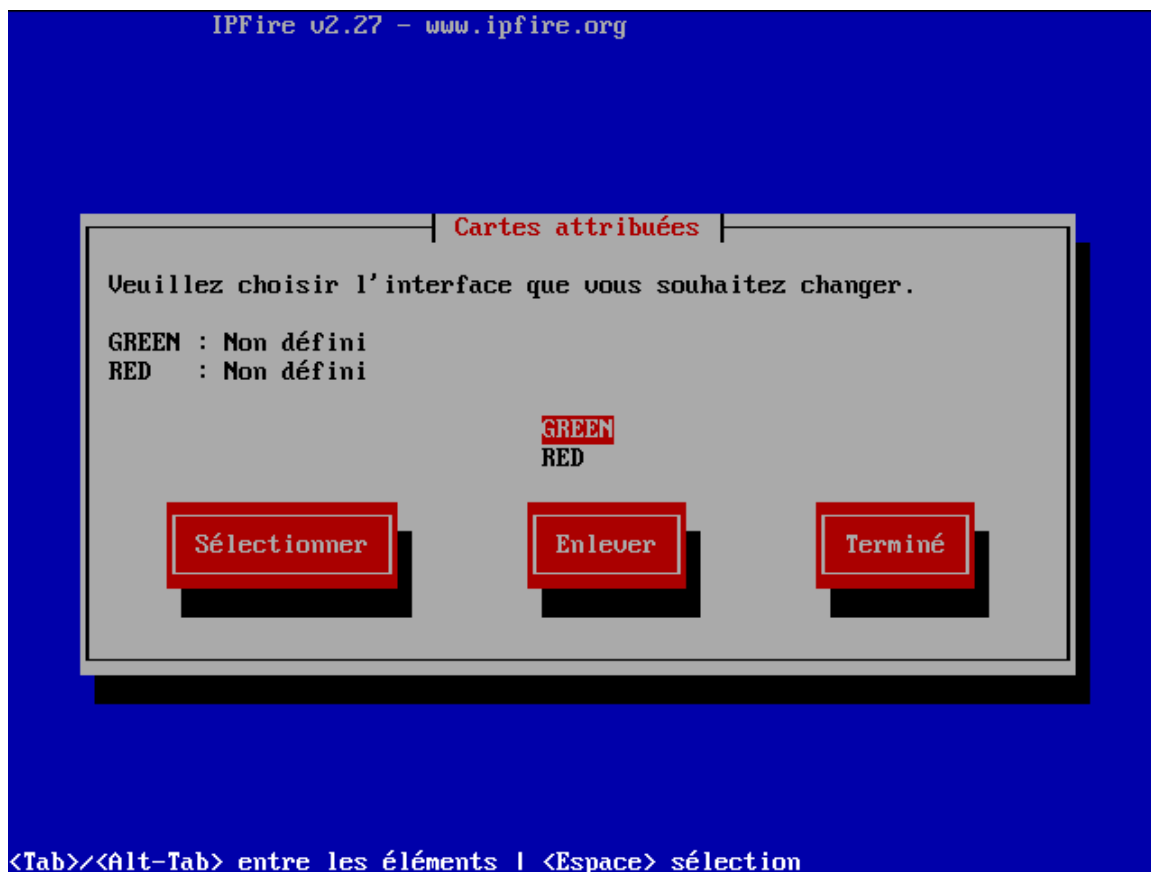 IPFire v2.27 - www.ipfire.org
Cartes attribuées
Veuillez choisir l'interface que vous souhaitez changer.
GREEN : Non défini
RED : Non défini
GREEN
RED
Sélectionner Enlever Terminé
<Tab>/<Alt-Tab> entre les éléments | <Espace> sélection